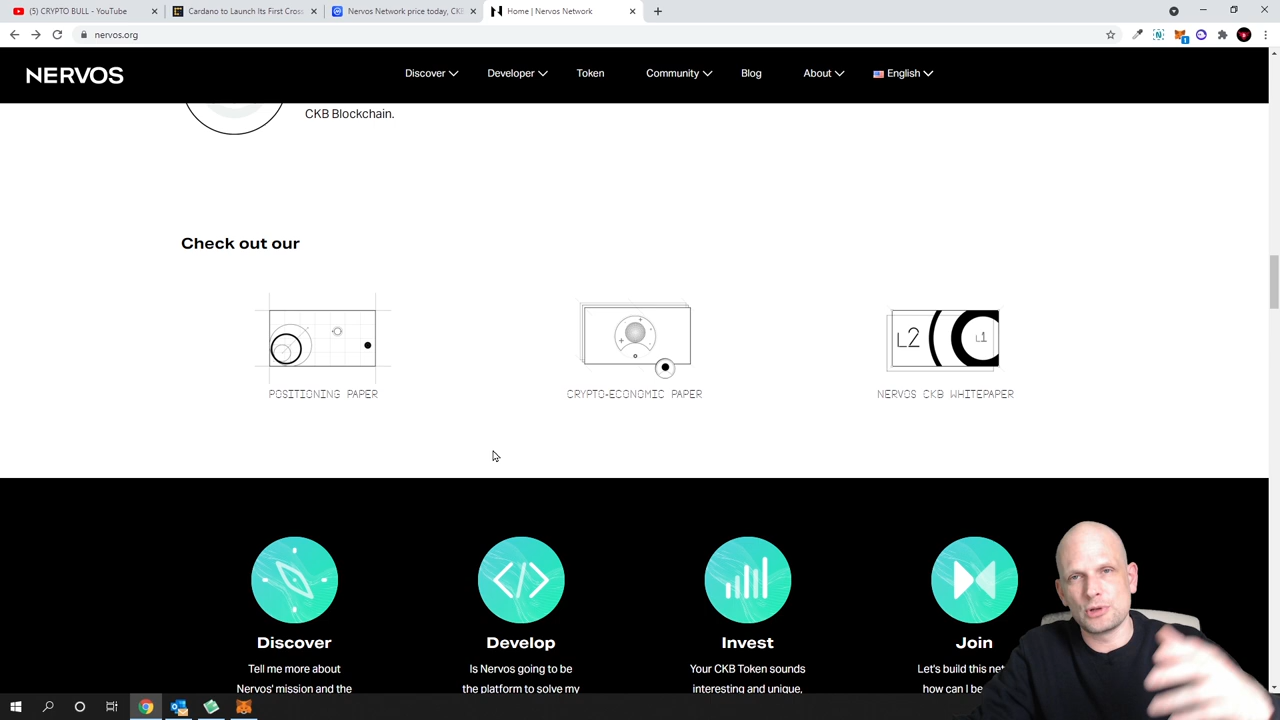 (5) CRYPTO BULL - YouTube
Cardano to Launch Its First Cross
Nervos Network price today, CKB
Home | Nervos Network
nervos.org
NERVOS
Discover
Developer
Token
Community
Blog
About
English
CKB Blockchain.
Check out our
POSITIONING PAPER
CRYPTO-ECONOMIC PAPER
L2
L1
NERVOS CKB WHITEPAPER
Discover
Tell me more about
Nervos' mission and the
Develop
Is Nervos going to be
the platform to solve my
Invest
Your CKB Token sounds
interesting and unique,
Join
Let's build this net
how can I be